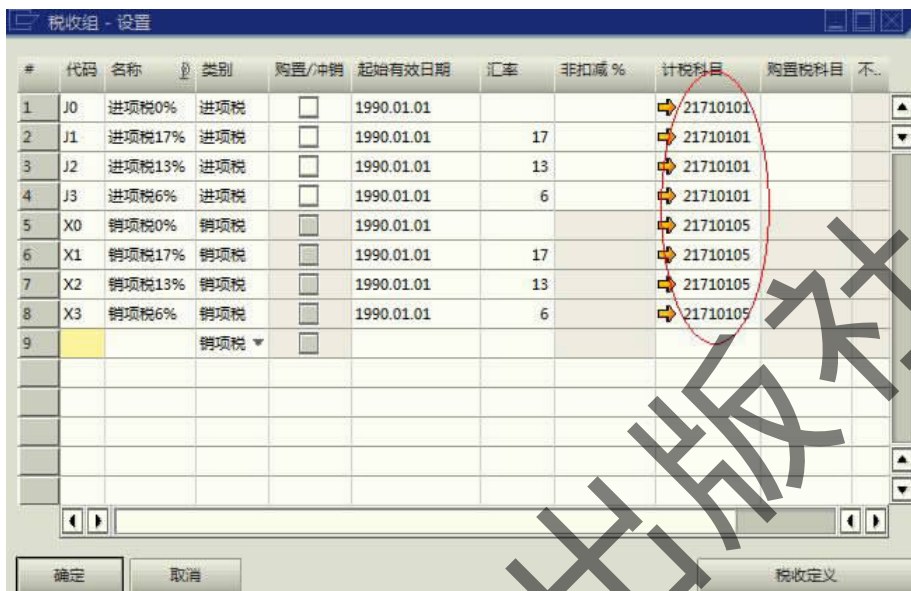 税收组 - 设置
# 代码 名称 类别 购置/冲销 起始有效日期 汇率 非扣减 % 计税科目 购置税科目 不..
1 J0 进项税0% 进项税 1990.01.01 21710101
2 J1 进项税17% 进项税 1990.01.01 17 21710101
3 J2 进项税13% 进项税 1990.01.01 13 21710101
4 J3 进项税6% 进项税 1990.01.01 6 21710101
5 X0 销项税0% 销项税 1990.01.01 21710105
6 X1 销项税17% 销项税 1990.01.01 17 21710105
7 X2 销项税13% 销项税 1990.01.01 13 21710105
8 X3 销项税6% 销项税 1990.01.01 6 21710105
9 销项税
确定 取消 税收定义
出版社